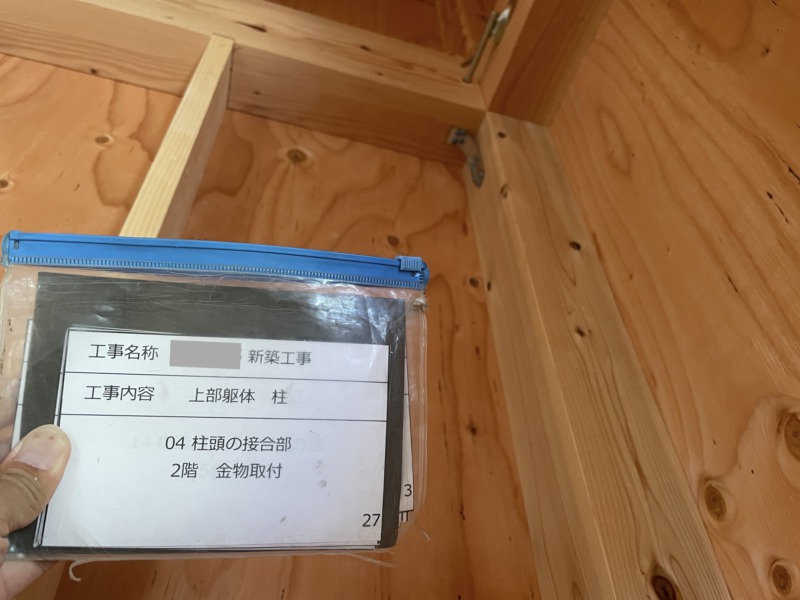 工事名称 新築工事
工事内容 上部躯体 柱
04 柱頭の接合部
2階 金物取付
27
3